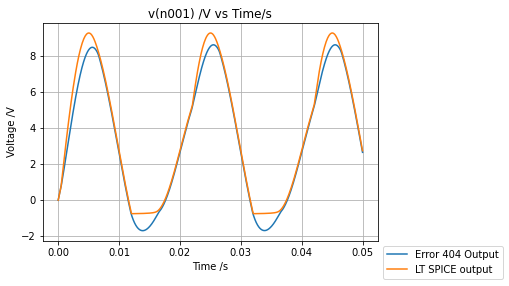 v(n001) /V vs Time/s
8
6
4
2
0
−2
Voltage /V
0.00
0.01
0.02
0.03
0.04
0.05
Time /s
Error 404 Output
LT SPICE output